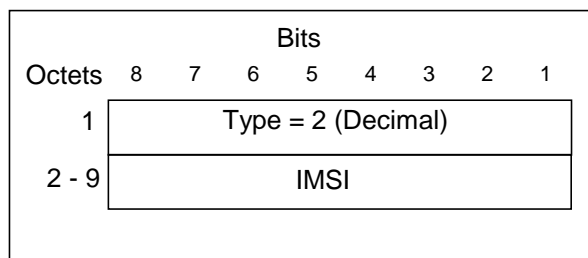 Bits
Octets 8 7 6 5 4 3 2 1
1 Type = 2 (Decimal)
2 - 9 IMSI